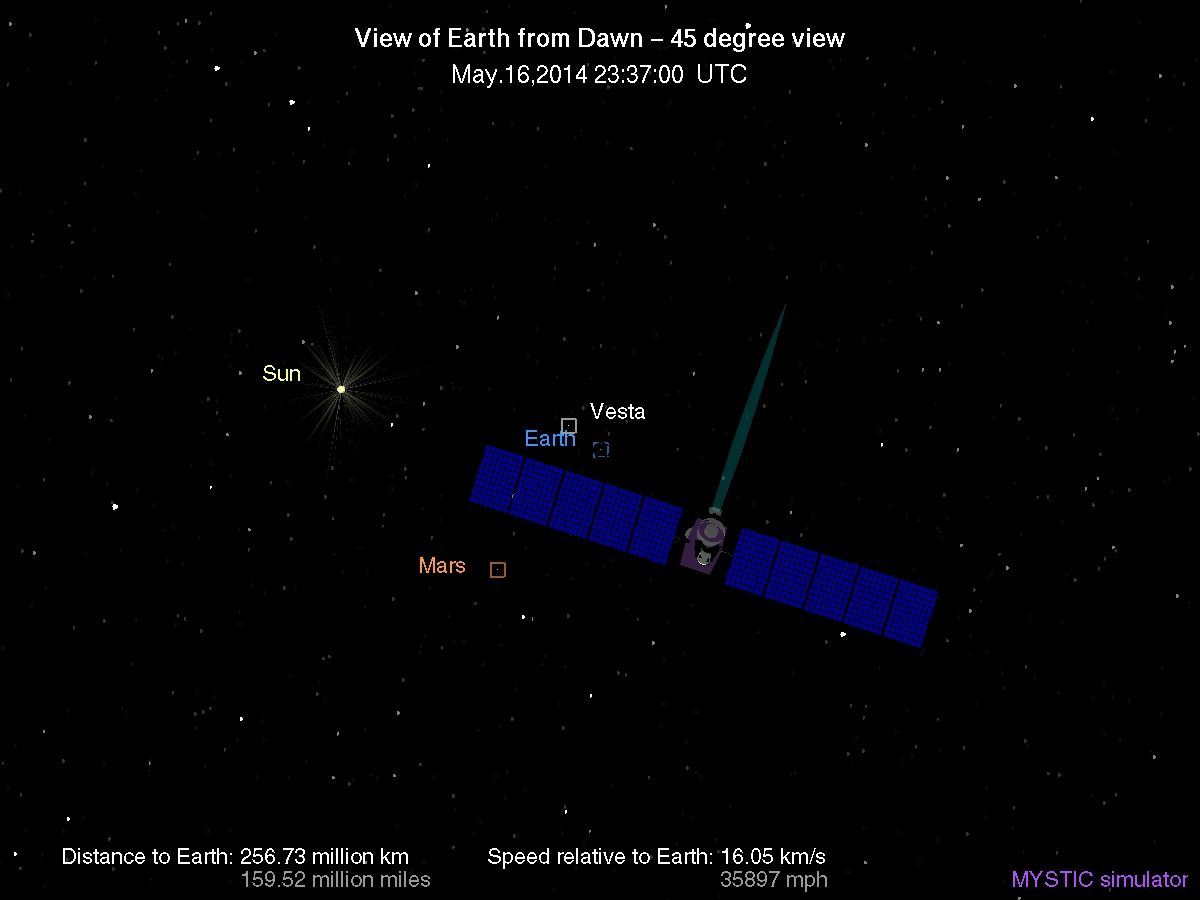 View of Earth from Dawn – 45 degree view
May.16,2014 23:37:00 UTC
Sun
Vesta
Earth
Mars
Distance to Earth: 256.73 million km
159.52 million miles
Speed relative to Earth: 16.05 km/s
35897 mph
MYSTIC simulator